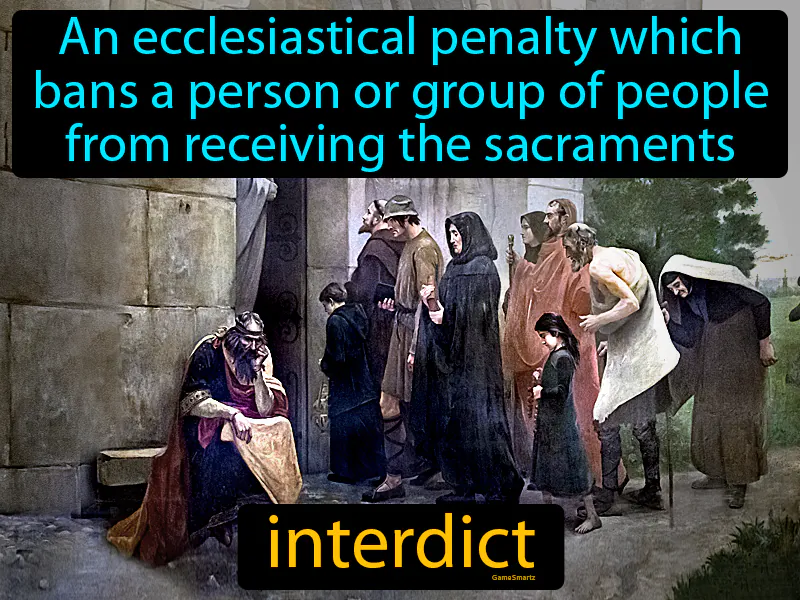 An ecclesiastical penalty which
bans a person or group of people
from receiving the sacraments
interdict
GameSmartz